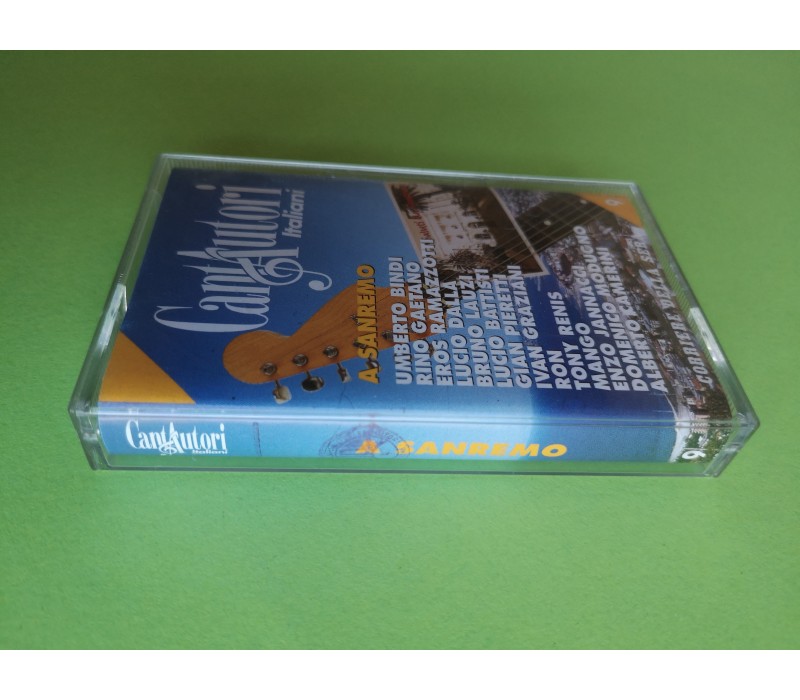 CantAutori
Italiani
9
A SANREMO
UMBERTO BINDI
RINO GAETANO
EROS RAMAZZOTTI
LUCIO DALLA
BRUNO LAUZI
LUCIO BATTISTI
GIAN PIERETTI
IVAN GRAZIANI
RON
TONY RENIS
MANGO
ENZO JANNACCI
DOMENICO MODUGNO
ALBERTO CAMERINI
CORRIERE DELLA SERA
CantAutori
Italiani
A SANREMO
9